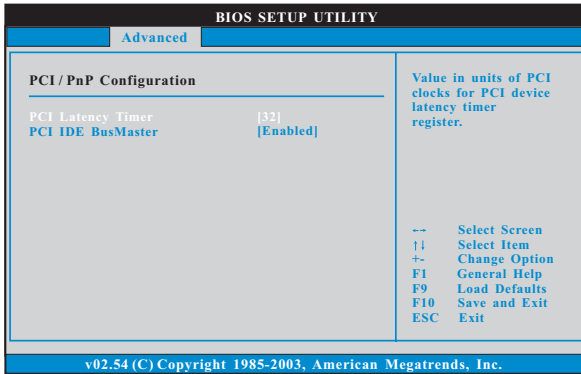 BIOS SETUP UTILITY
Advanced
PCI / PnP Configuration
PCI Latency Timer [32]
PCI IDE BusMaster [Enabled]
Value in units of PCI
clocks for PCI device
latency timer
register.
←→ Select Screen
↑↓ Select Item
+- Change Option
F1 General Help
F9 Load Defaults
F10 Save and Exit
ESC Exit
v02.54 (C) Copyright 1985-2003, American Megatrends, Inc.